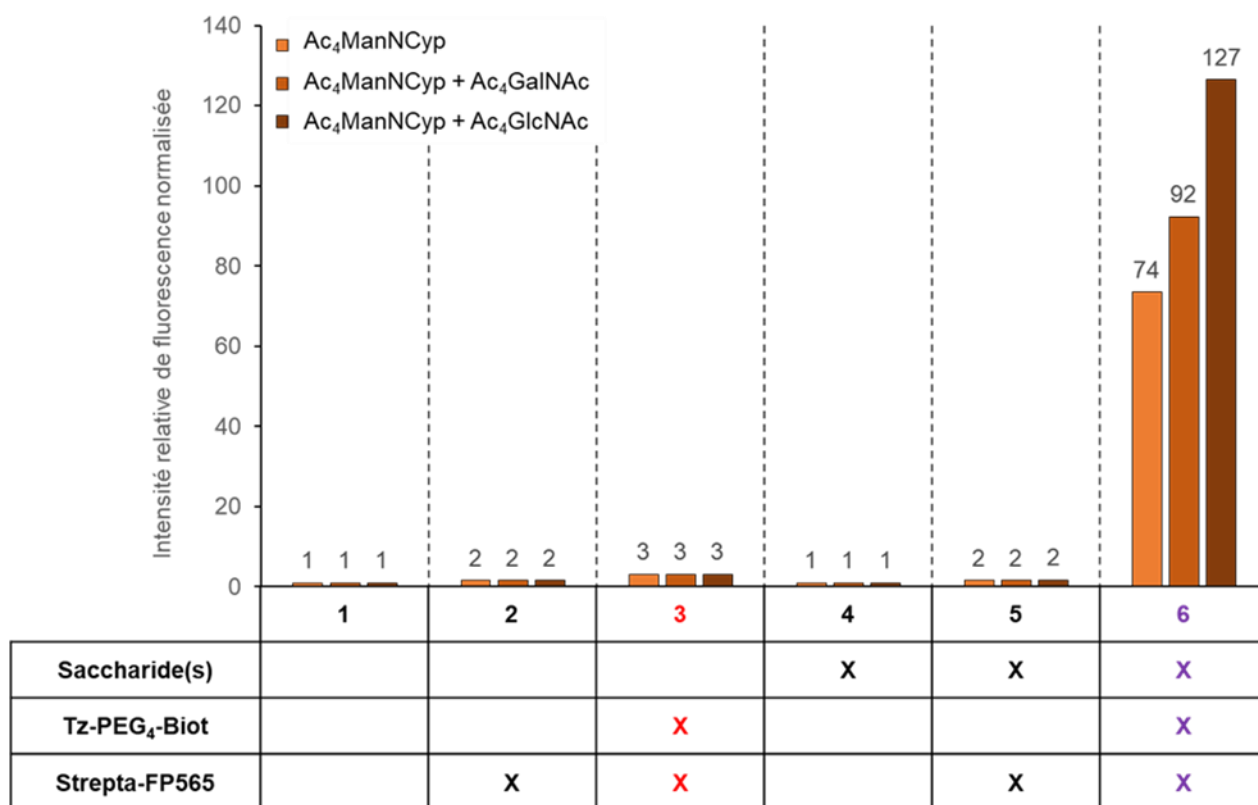 Intensité relative de fluorescence normalisée
140
120
100
80
60
40
20
0
Ac₄ManNCyp
Ac₄ManNCyp + Ac₄GalNAc
Ac₄ManNCyp + Ac₄GlcNAc
1 1 1
2 2 2
3 3 3
1 1 1
2 2 2
74 92 127
1 2 3 4 5 6
Saccharide(s) X X X
Tz-PEG₄-Biot X X
Strepta-FP565 X X X X